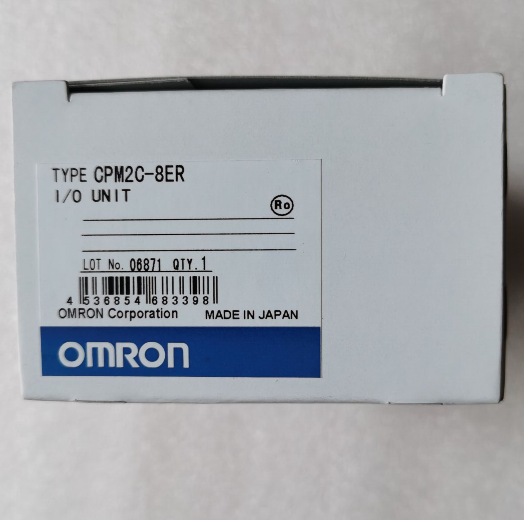 TYPE CPM2C-8ER
I/O UNIT
Ro
LOT No. 06871 QTY. 1
4 536854 683398
OMRON Corporation MADE IN JAPAN
OMRON